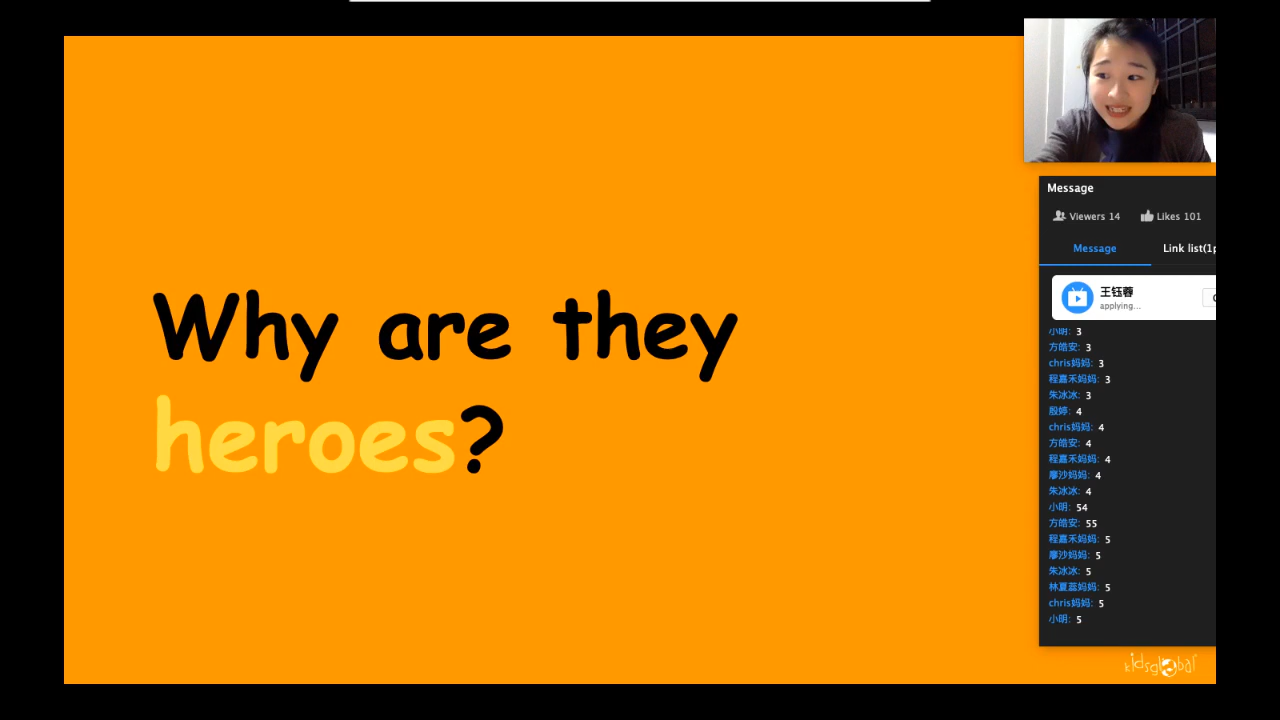 Why are they
heroes?
Message
Viewers 14
Likes 101
Message
Link list(1p
王钰蓉
applying...
小明: 3
方皓安: 3
chris妈妈: 3
程嘉禾妈妈: 3
朱冰冰: 3
殷婷: 4
chris妈妈: 4
方皓安: 4
程嘉禾妈妈: 4
廖沙妈妈: 4
朱冰冰: 4
小明: 54
方皓安: 55
程嘉禾妈妈: 5
廖沙妈妈: 5
朱冰冰: 5
林夏蕊妈妈: 5
chris妈妈: 5
小明: 5
kidsglobal